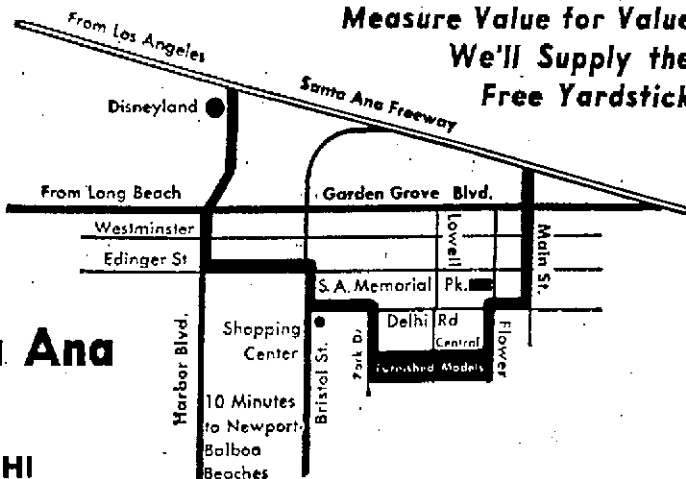 Measure Value for Value
We'll Supply the
Free Yardstick
From Los Angeles
Santa Ana Freeway
Disneyland
From Long Beach
Garden Grove Blvd.
Westminster
Lowell
Main St.
Edinger St
S. A. Memorial Pk.
Harbor Blvd.
Shopping
Center
Bristol St.
Park Dr
Delhi Rd
Central
Flower
Furnished Models
Ana
10 Minutes
to Newport-
Balboa
Beaches
HI